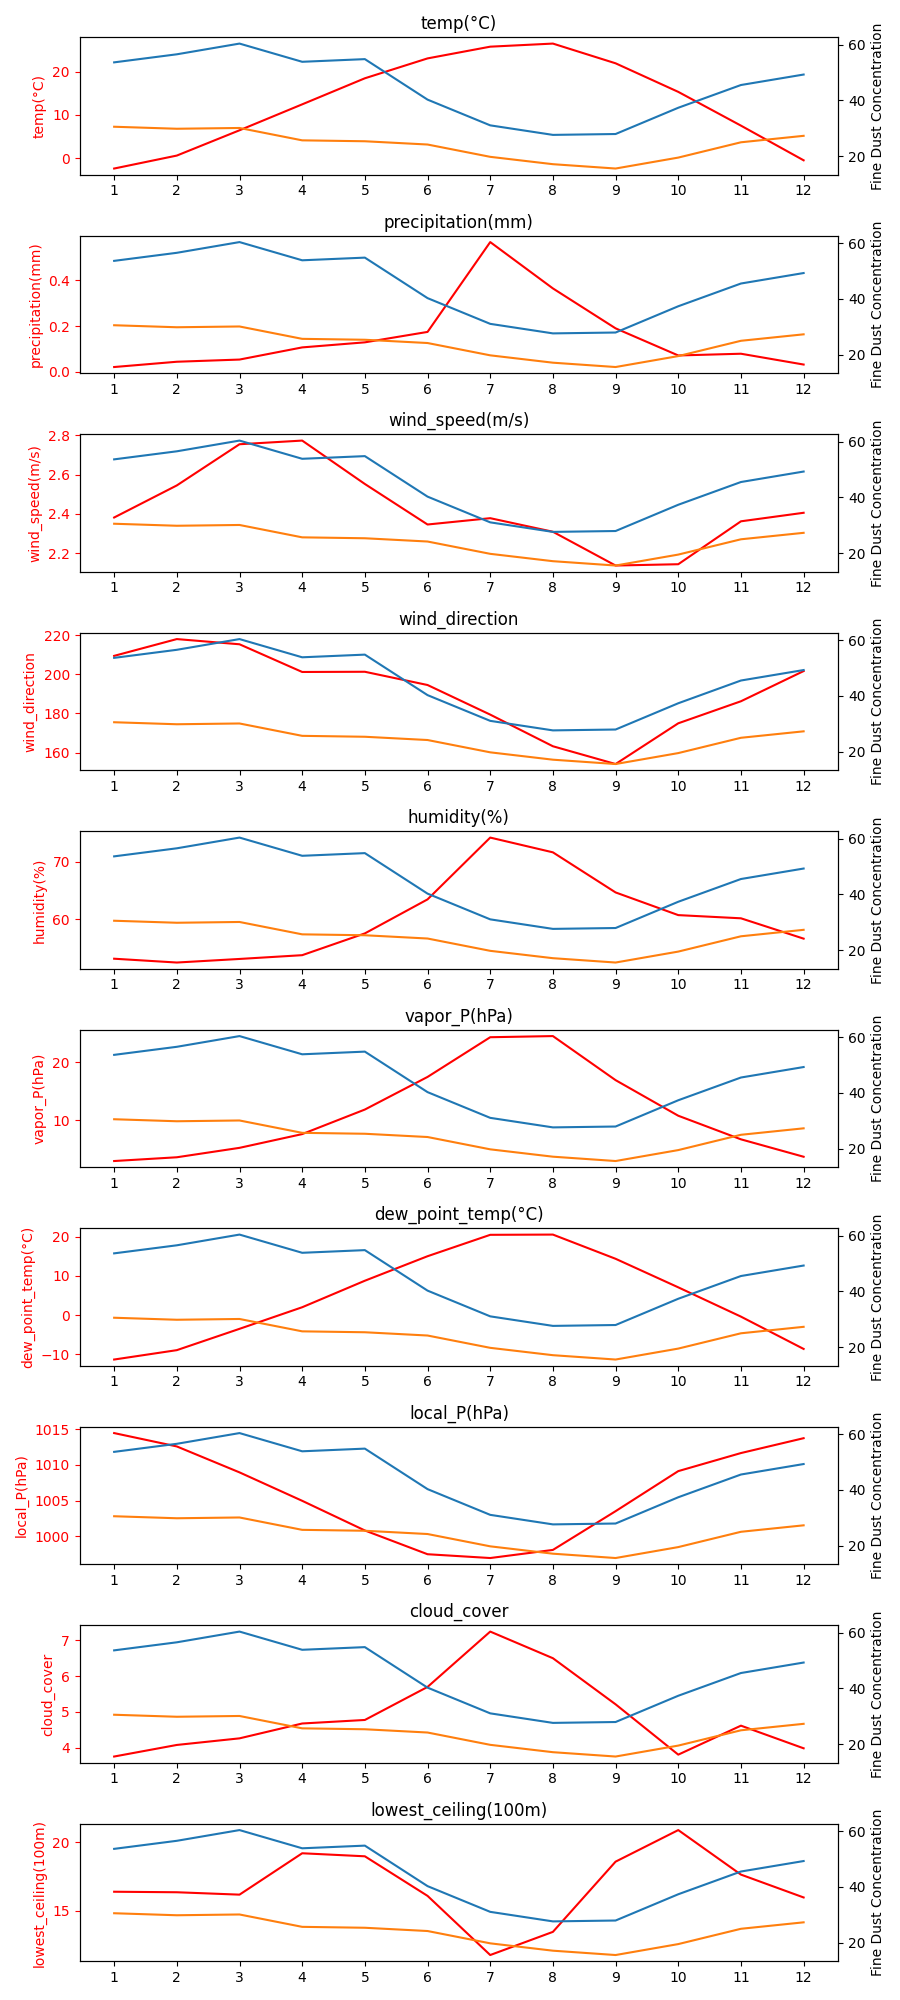 temp(°C)
temp(°C)
20
10
0
60
40
20
Fine Dust Concentration
1 2 3 4 5 6 7 8 9 10 11 12
precipitation(mm)
precipitation(mm)
0.4
0.2
0.0
60
40
20
Fine Dust Concentration
1 2 3 4 5 6 7 8 9 10 11 12
wind_speed(m/s)
wind_speed(m/s)
2.8
2.6
2.4
2.2
60
40
20
Fine Dust Concentration
1 2 3 4 5 6 7 8 9 10 11 12
wind_direction
wind_direction
220
200
180
160
60
40
20
Fine Dust Concentration
1 2 3 4 5 6 7 8 9 10 11 12
humidity(%)
humidity(%)
70
60
60
40
20
Fine Dust Concentration
1 2 3 4 5 6 7 8 9 10 11 12
vapor_P(hPa)
vapor_P(hPa)
20
10
60
40
20
Fine Dust Concentration
1 2 3 4 5 6 7 8 9 10 11 12
dew_point_temp(°C)
dew_point_temp(°C)
20
10
0
−10
60
40
20
Fine Dust Concentration
1 2 3 4 5 6 7 8 9 10 11 12
local_P(hPa)
local_P(hPa)
1015
1010
1005
1000
60
40
20
Fine Dust Concentration
1 2 3 4 5 6 7 8 9 10 11 12
cloud_cover
cloud_cover
7
6
5
4
60
40
20
Fine Dust Concentration
1 2 3 4 5 6 7 8 9 10 11 12
lowest_ceiling(100m)
lowest_ceiling(100m)
20
15
60
40
20
Fine Dust Concentration
1 2 3 4 5 6 7 8 9 10 11 12